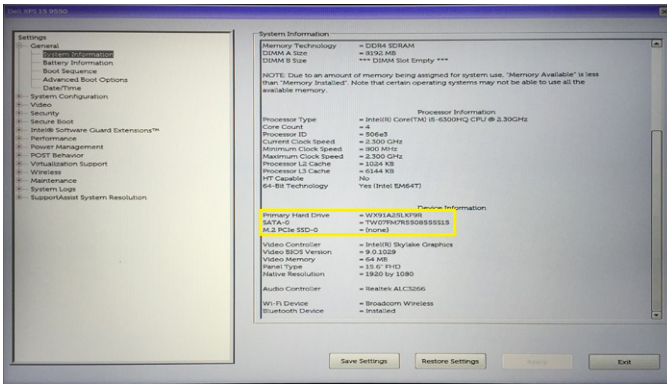 Dell XPS 15 9550
Settings
General
System Information
Battery Information
Boot Sequence
Advanced Boot Options
Date/Time
System Configuration
Video
Security
Secure Boot
Intel® Software Guard Extensions™
Performance
Power Management
POST Behavior
Virtualization Support
Wireless
Maintenance
System Logs
SupportAssist System Resolution
System Information
Memory Technology = DDR4 SDRAM
DIMM A Size = 8192 MB
DIMM B Size *** DIMM Slot Empty ***
NOTE: Due to an amount of memory being assigned for system use, "Memory Available" is less
than "Memory Installed". Note that certain operating systems may not be able to use all the
available memory.
Processor Information
Processor Type = Intel(R) Core(TM) i5-6300HQ CPU @ 2.30GHz
Core Count = 4
Processor ID = 506e3
Current Clock Speed = 2.300 GHz
Minimum Clock Speed = 800 MHz
Maximum Clock Speed = 2.300 GHz
Processor L2 Cache = 1024 KB
Processor L3 Cache = 6144 KB
HT Capable No
64-Bit Technology Yes (Intel EM64T)
Device Information
Primary Hard Drive
SATA-0
M.2 PCIe SSD-0 = (none)
Video Controller = Intel(R) Skylake Graphics
Video BIOS Version = 9.0.1029
Video Memory = 64 MB
Panel Type = 15.6" FHD
Native Resolution = 1920 by 1080
Audio Controller = Realtek ALC3266
Wi-Fi Device = Broadcom Wireless
Bluetooth Device = Installed
Save Settings
Restore Settings
Apply
Exit